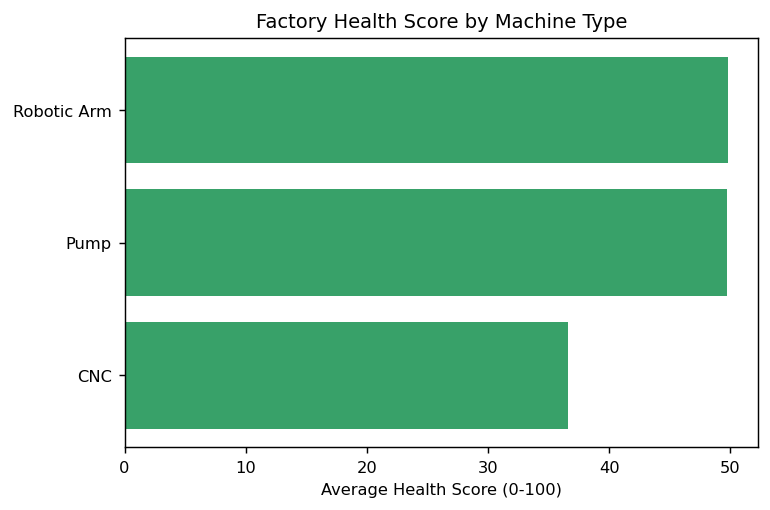 Factory Health Score by Machine Type
Robotic Arm
Pump
CNC
0 10 20 30 40 50
Average Health Score (0-100)